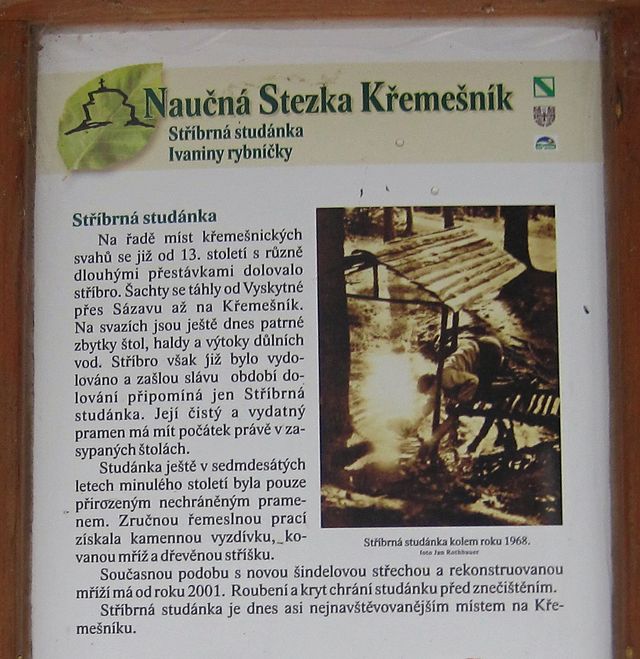 Naučná Stezka Křemešník
Stříbrná studánka
Ivaniny rybníčky
Stříbrná studánka
Na řadě míst křemešnických
svahů se již od 13. století s různě
dlouhými přestávkami dolovalo
stříbro. Šachty se táhly od Vyskytné
přes Sázavu až na Křemešník.
Na svazích jsou ještě dnes patrné
zbytky štol, haldy a výtoky důlních
vod. Stříbro však již bylo vydo-
lováno a zašlou slávu období do-
lování připomíná jen Stříbrná
studánka. Její čistý a vydatný
pramen má mít počátek právě v za-
sypaných štolách.
Studánka ještě v sedmdesátých
letech minulého století byla pouze
přirozeným nechráněným prame-
nem. Zručnou řemeslnou prací
získala kamennou vyzdívku, ko-
vanou mříž a dřevěnou stříšku.
Stříbrná studánka kolem roku 1968.
foto Jan Rothbauer
Současnou podobu s novou šindelovou střechou a rekonstruovanou
mříží má od roku 2001. Roubení a kryt chrání studánku před znečištěním.
Stříbrná studánka je dnes asi nejnavštěvovanějším místem na Kře-
mešníku.